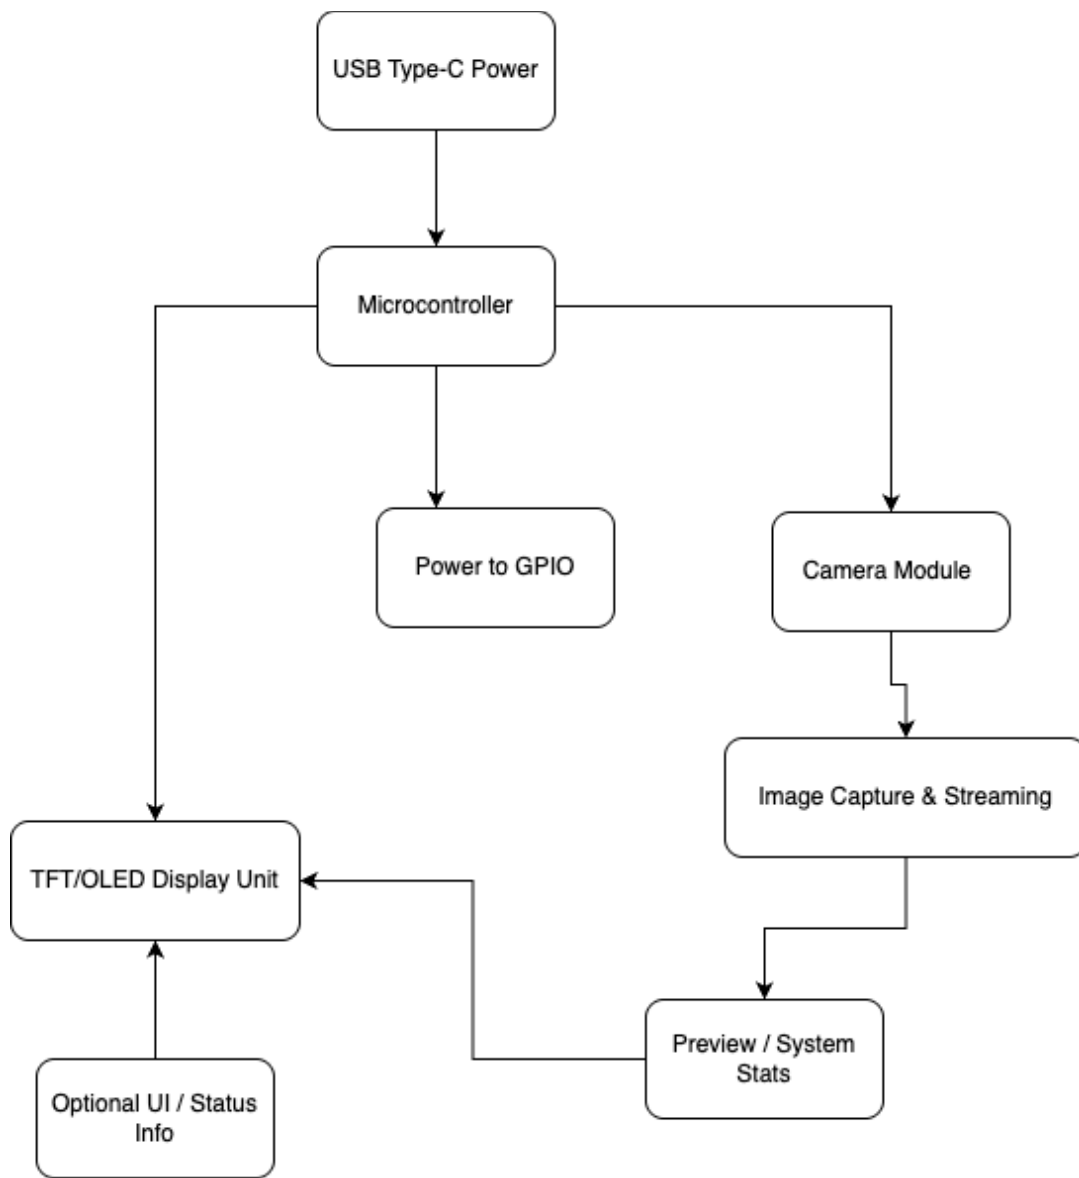 USB Type-C Power
Microcontroller
Power to GPIO
Camera Module
Image Capture & Streaming
TFT/OLED Display Unit
Preview / System
Stats
Optional UI / Status
Info